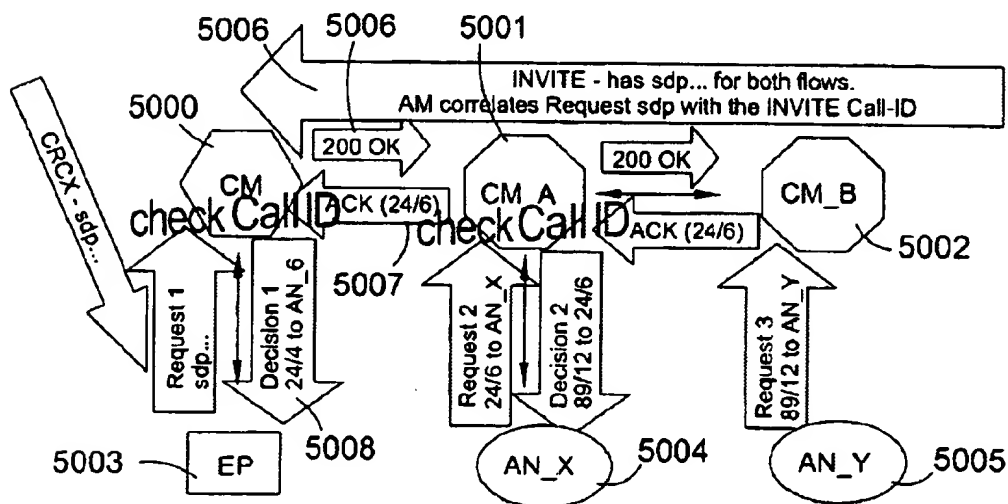 5006
5006
5001
INVITE - has sdp... for both flows.
AM correlates Request sdp with the INVITE Call-ID
5000
200 OK
200 OK
CRCX - sdp...
CM
CM_A
CM_B
check Call ID
ACK (24/6)
check Call ID
ACK (24/6)
5002
5007
Request 1
sdp...
Decision 1
24/4 to AN_6
Request 2
24/6 to AN_X
Decision 2
89/12 to 24/6
Request 3
89/12 to AN_Y
5008
5003
EP
AN_X
5004
AN_Y
5005